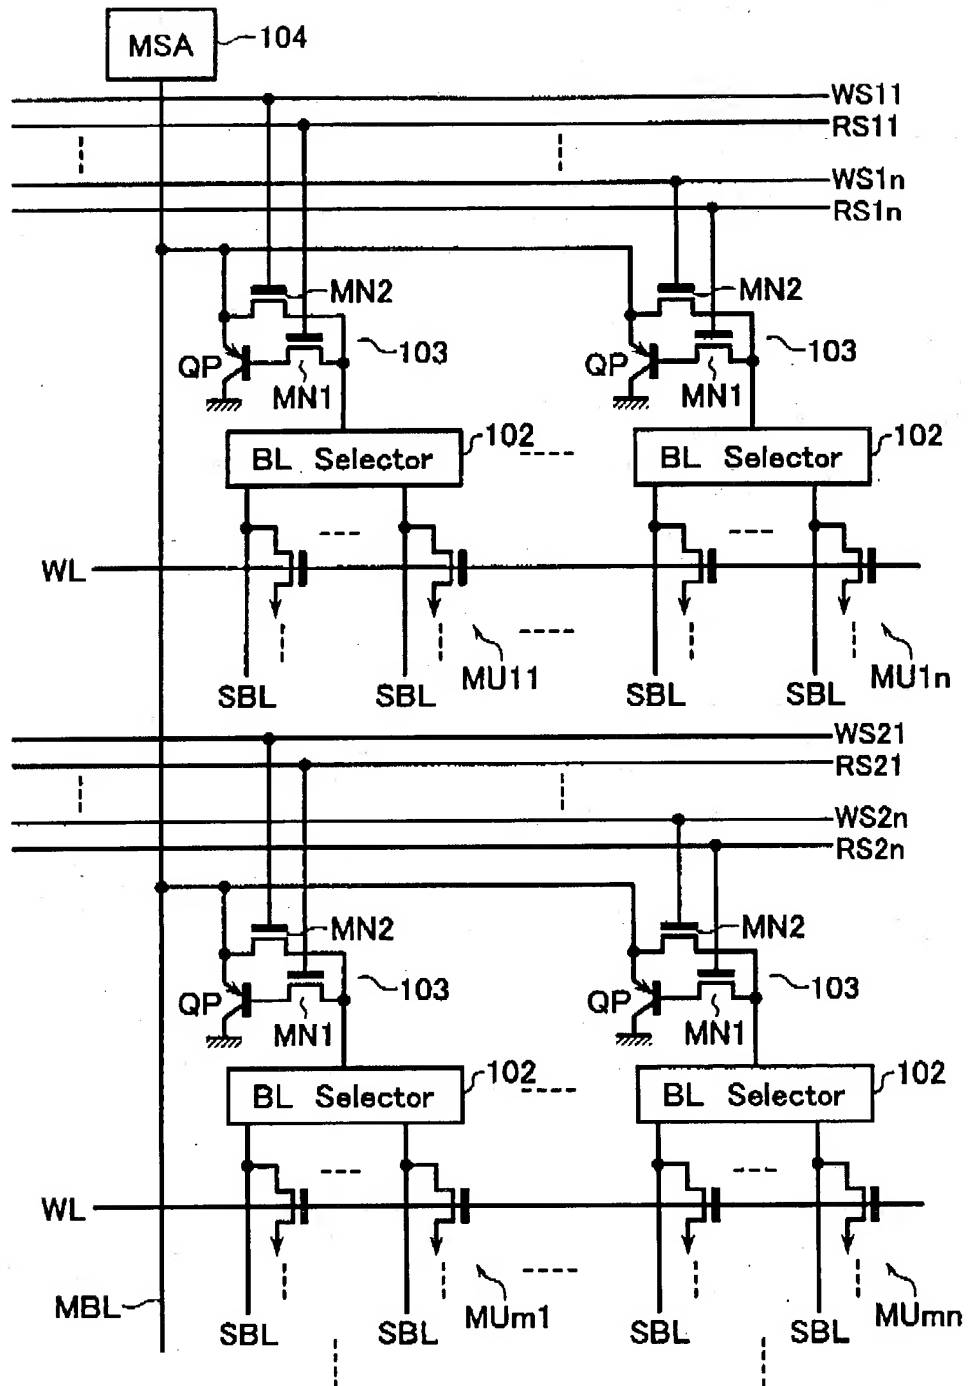 MSA 104
WS11
RS11
WS1n
RS1n
MN2 MN2
103 103
QP QP
MN1 MN1
BL Selector 102 BL Selector 102
WL
SBL SBL MU11 SBL SBL MU1n
WS21
RS21
WS2n
RS2n
MN2 MN2
103 103
QP QP
MN1 MN1
BL Selector 102 BL Selector 102
WL
MBL SBL SBL MUm1 SBL SBL MUmn